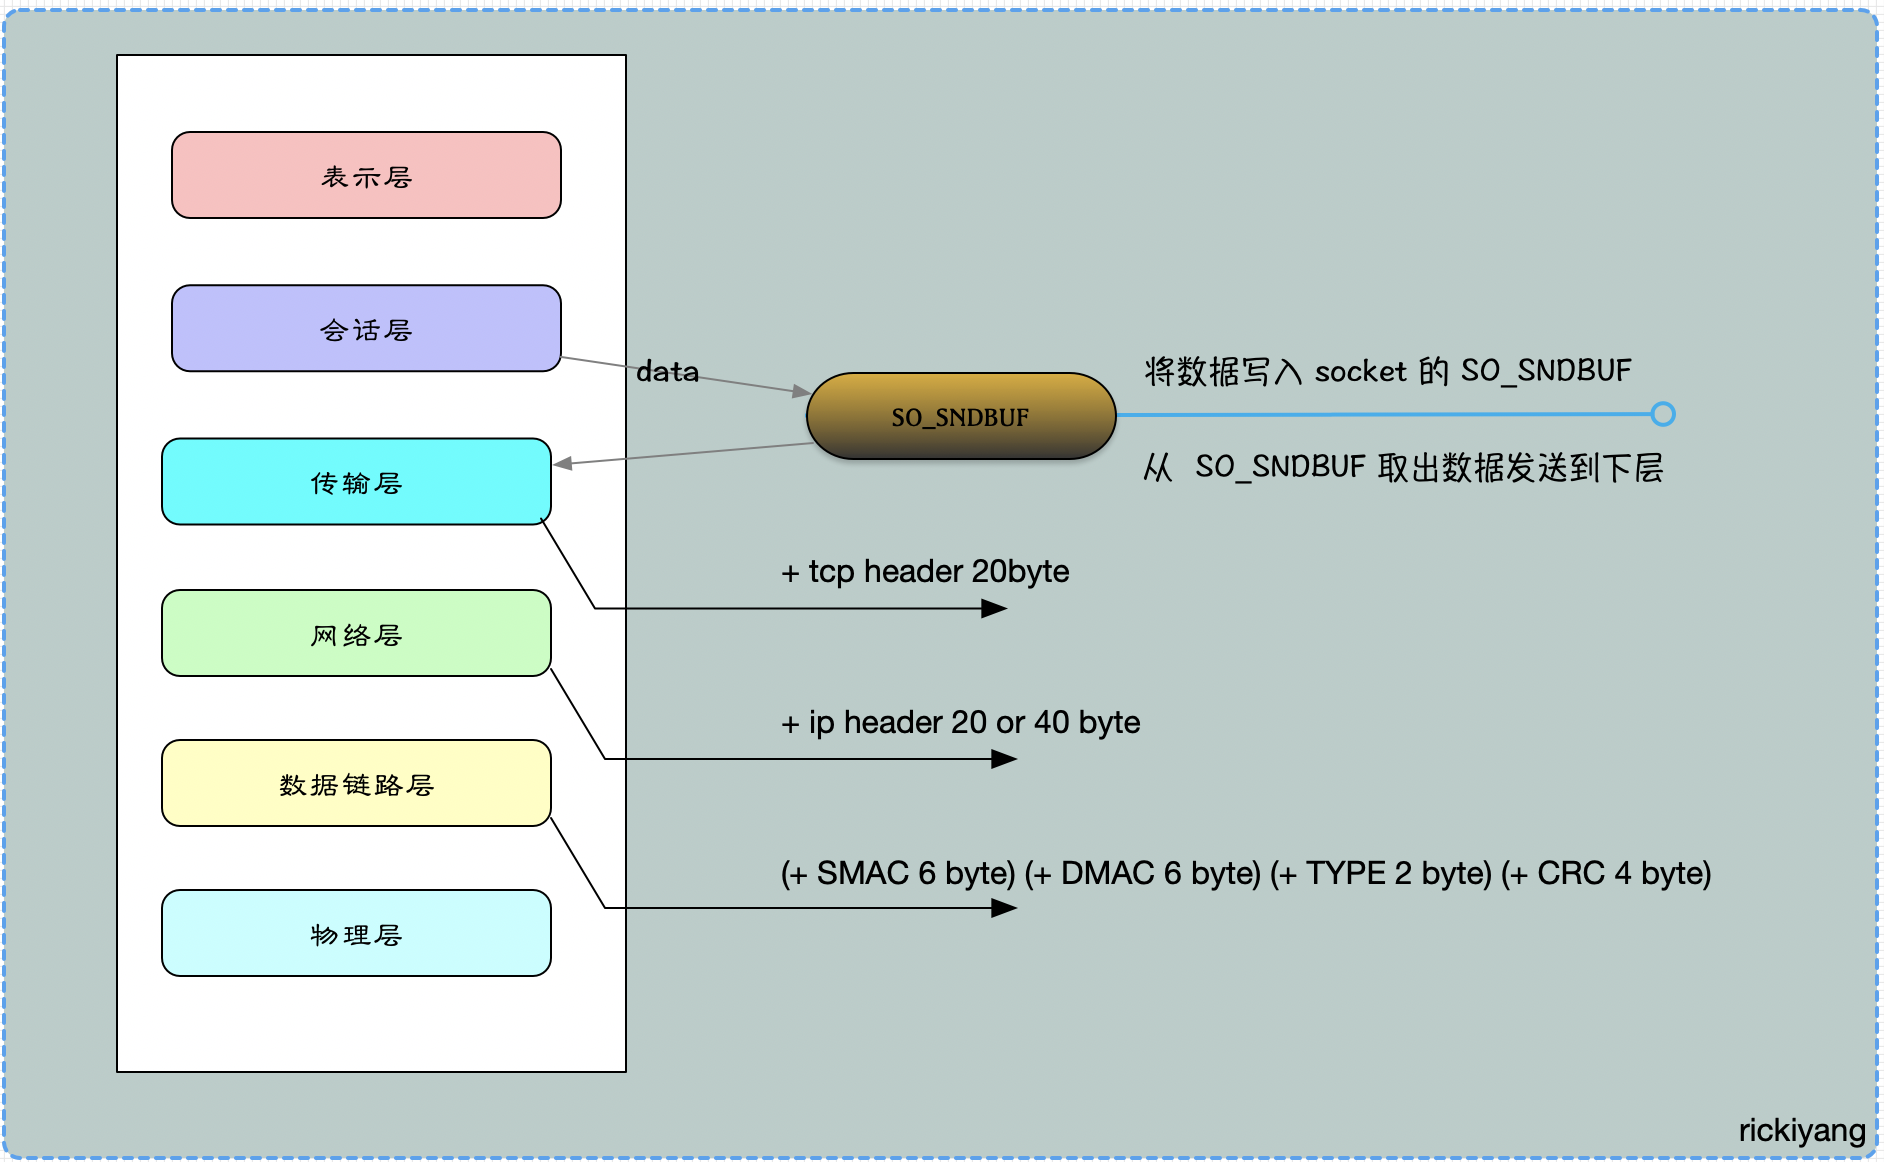 表示层
会话层
data
SO_SNDBUF
将数据写入 socket 的 SO_SNDBUF
从 SO_SNDBUF 取出数据发送到下层
传输层
+ tcp header 20byte
网络层
+ ip header 20 or 40 byte
数据链路层
(+ SMAC 6 byte) (+ DMAC 6 byte) (+ TYPE 2 byte) (+ CRC 4 byte)
物理层
rickiyang